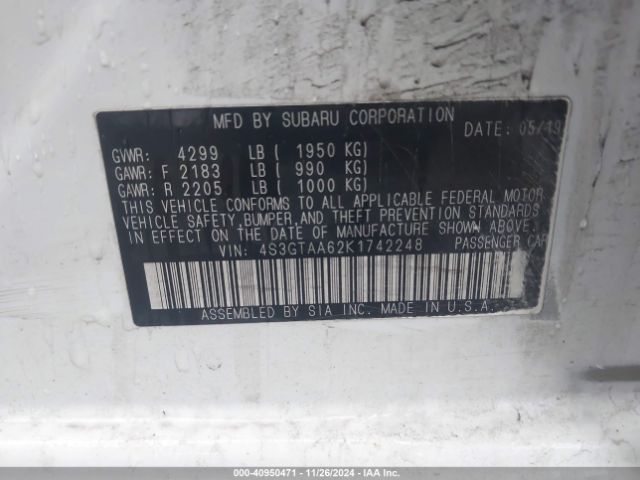 MFD BY SUBARU CORPORATION
DATE: 05/19
GVWR: 4299 LB ( 1950 KG)
GAWR: F 2183 LB ( 990 KG)
GAWR: R 2205 LB ( 1000 KG)
THIS VEHICLE CONFORMS TO ALL APPLICABLE FEDERAL MOTOR
VEHICLE SAFETY, BUMPER, AND THEFT PREVENTION STANDARDS
IN EFFECT ON THE DATE OF MANUFACTURE SHOWN ABOVE.
VIN: 4S3GTAA62K1742248 PASSENGER CAR
ASSEMBLED BY SIA INC. MADE IN U.S.A.
000-40950471 - 11/26/2024 - IAAI.COM